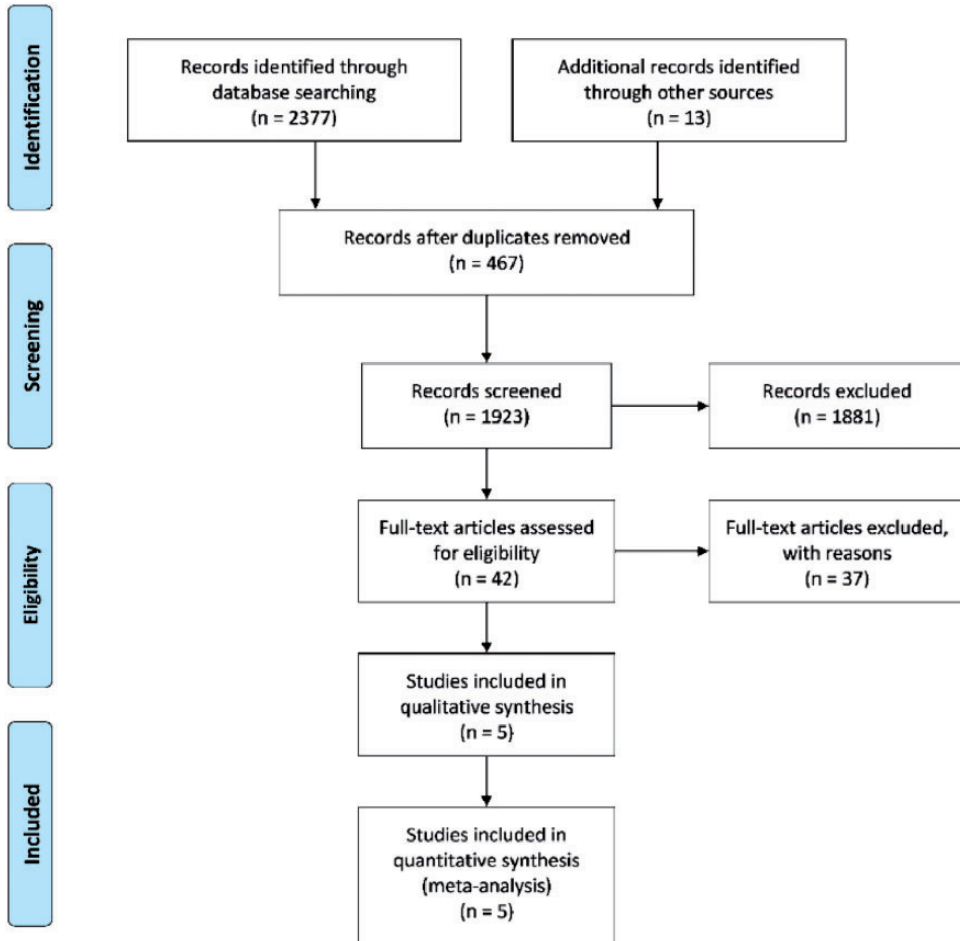 Identification
Records identified through
database searching
(n = 2377)
Additional records identified
through other sources
(n = 13)
Records after duplicates removed
(n = 467)
Screening
Records screened
(n = 1923)
Records excluded
(n = 1881)
Eligibility
Full-text articles assessed
for eligibility
(n = 42)
Full-text articles excluded,
with reasons
(n = 37)
Studies included in
qualitative synthesis
(n = 5)
Included
Studies included in
quantitative synthesis
(meta-analysis)
(n = 5)